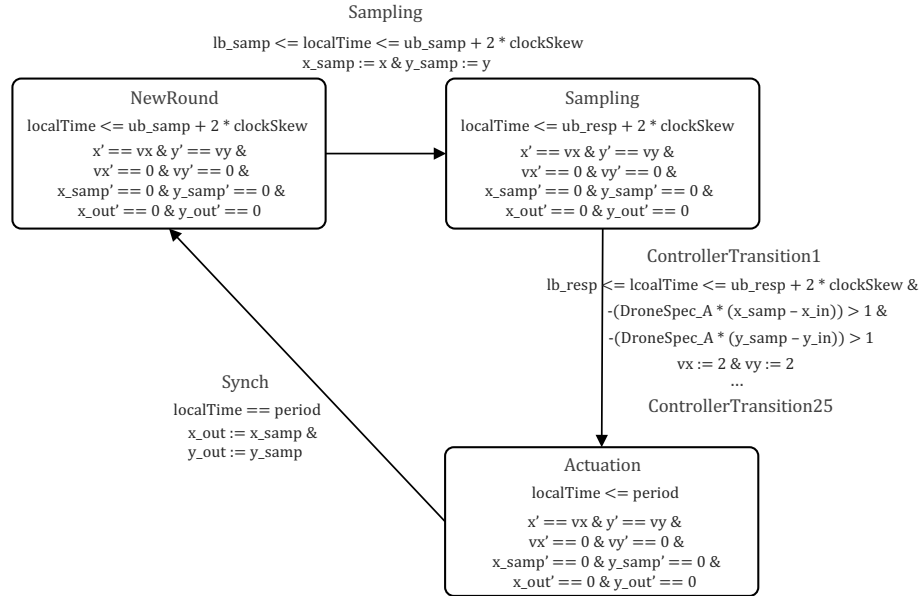 Sampling
lb_samp <= localTime <= ub_samp + 2 * clockSkew
x_samp := x & y_samp := y
NewRound
localTime <= ub_samp + 2 * clockSkew
x' == vx & y' == vy &
vx' == 0 & vy' == 0 &
x_samp' == 0 & y_samp' == 0 &
x_out' == 0 & y_out' == 0
Sampling
localTime <= ub_resp + 2 * clockSkew
x' == vx & y' == vy &
vx' == 0 & vy' == 0 &
x_samp' == 0 & y_samp' == 0 &
x_out' == 0 & y_out' == 0
ControllerTransition1
lb_resp <= lcoalTime <= ub_resp + 2 * clockSkew &
-(DroneSpec_A * (x_samp – x_in)) > 1 &
-(DroneSpec_A * (y_samp – y_in)) > 1
vx := 2 & vy := 2
...
ControllerTransition25
Synch
localTime == period
x_out := x_samp &
y_out := y_samp
Actuation
localTime <= period
x' == vx & y' == vy &
vx' == 0 & vy' == 0 &
x_samp' == 0 & y_samp' == 0 &
x_out' == 0 & y_out' == 0